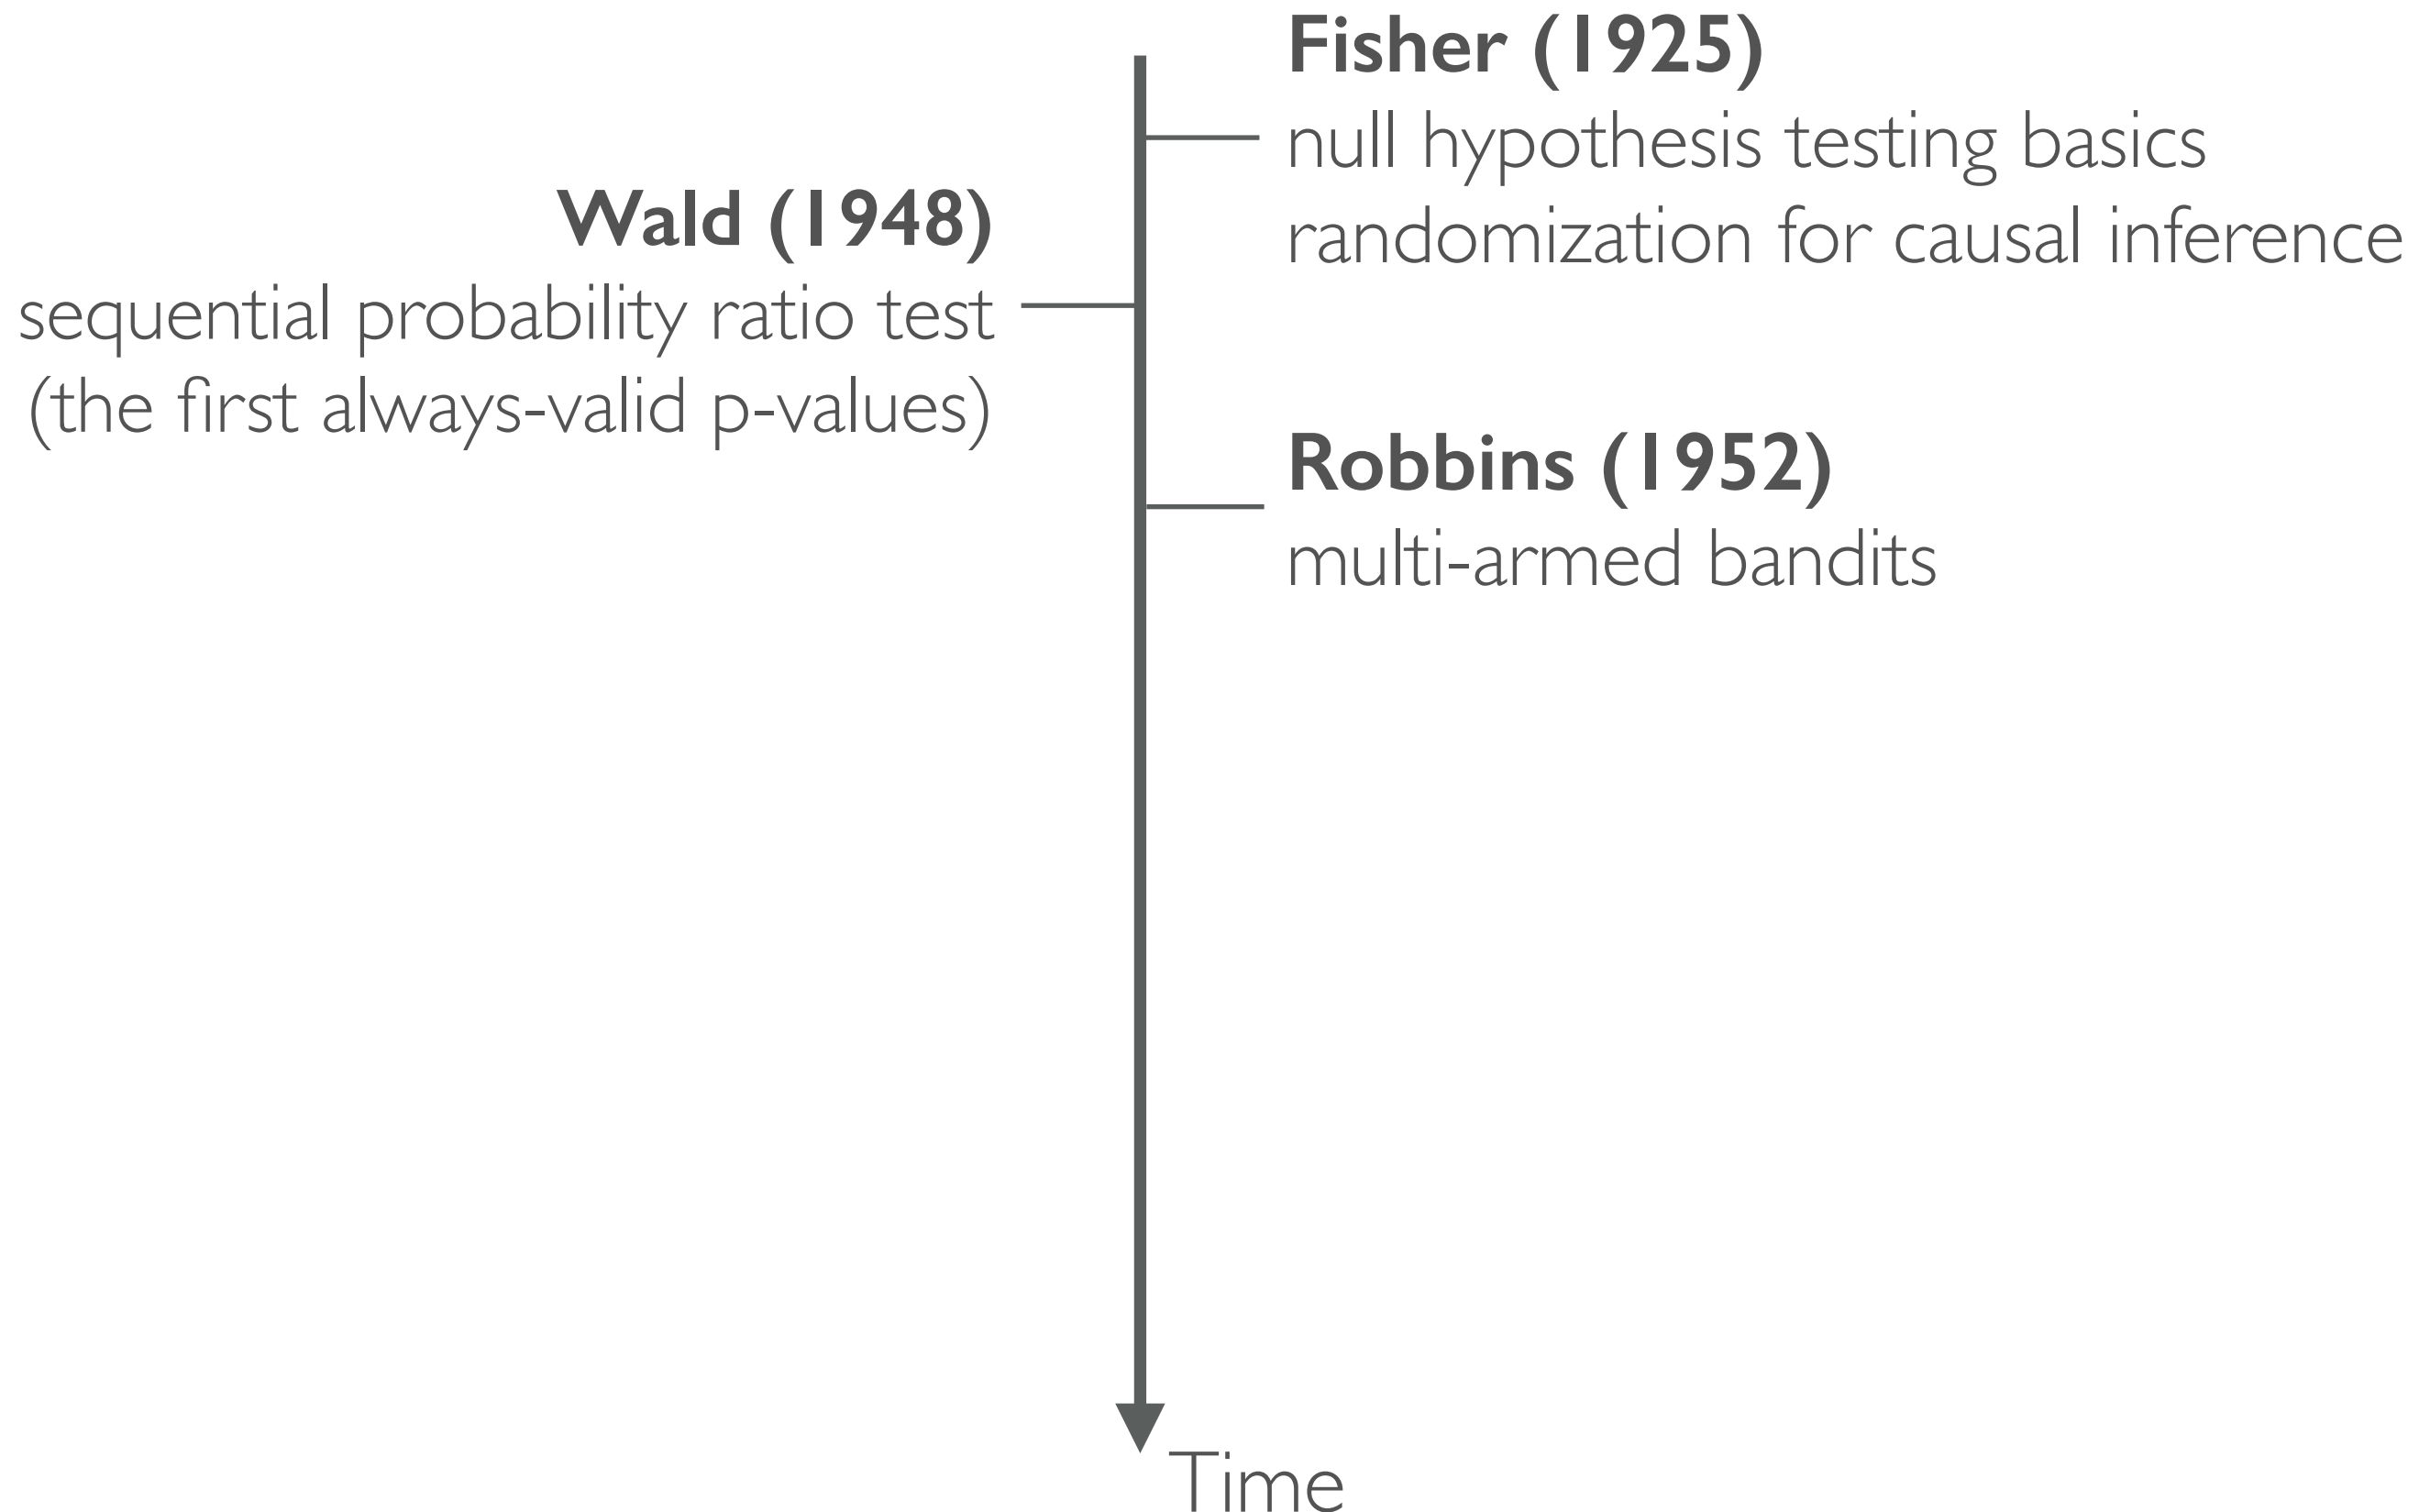 Fisher (1925)
null hypothesis testing basics
randomization for causal inference
Wald (1948)
sequential probability ratio test
(the first always-valid p-values)
Robbins (1952)
multi-armed bandits
Time